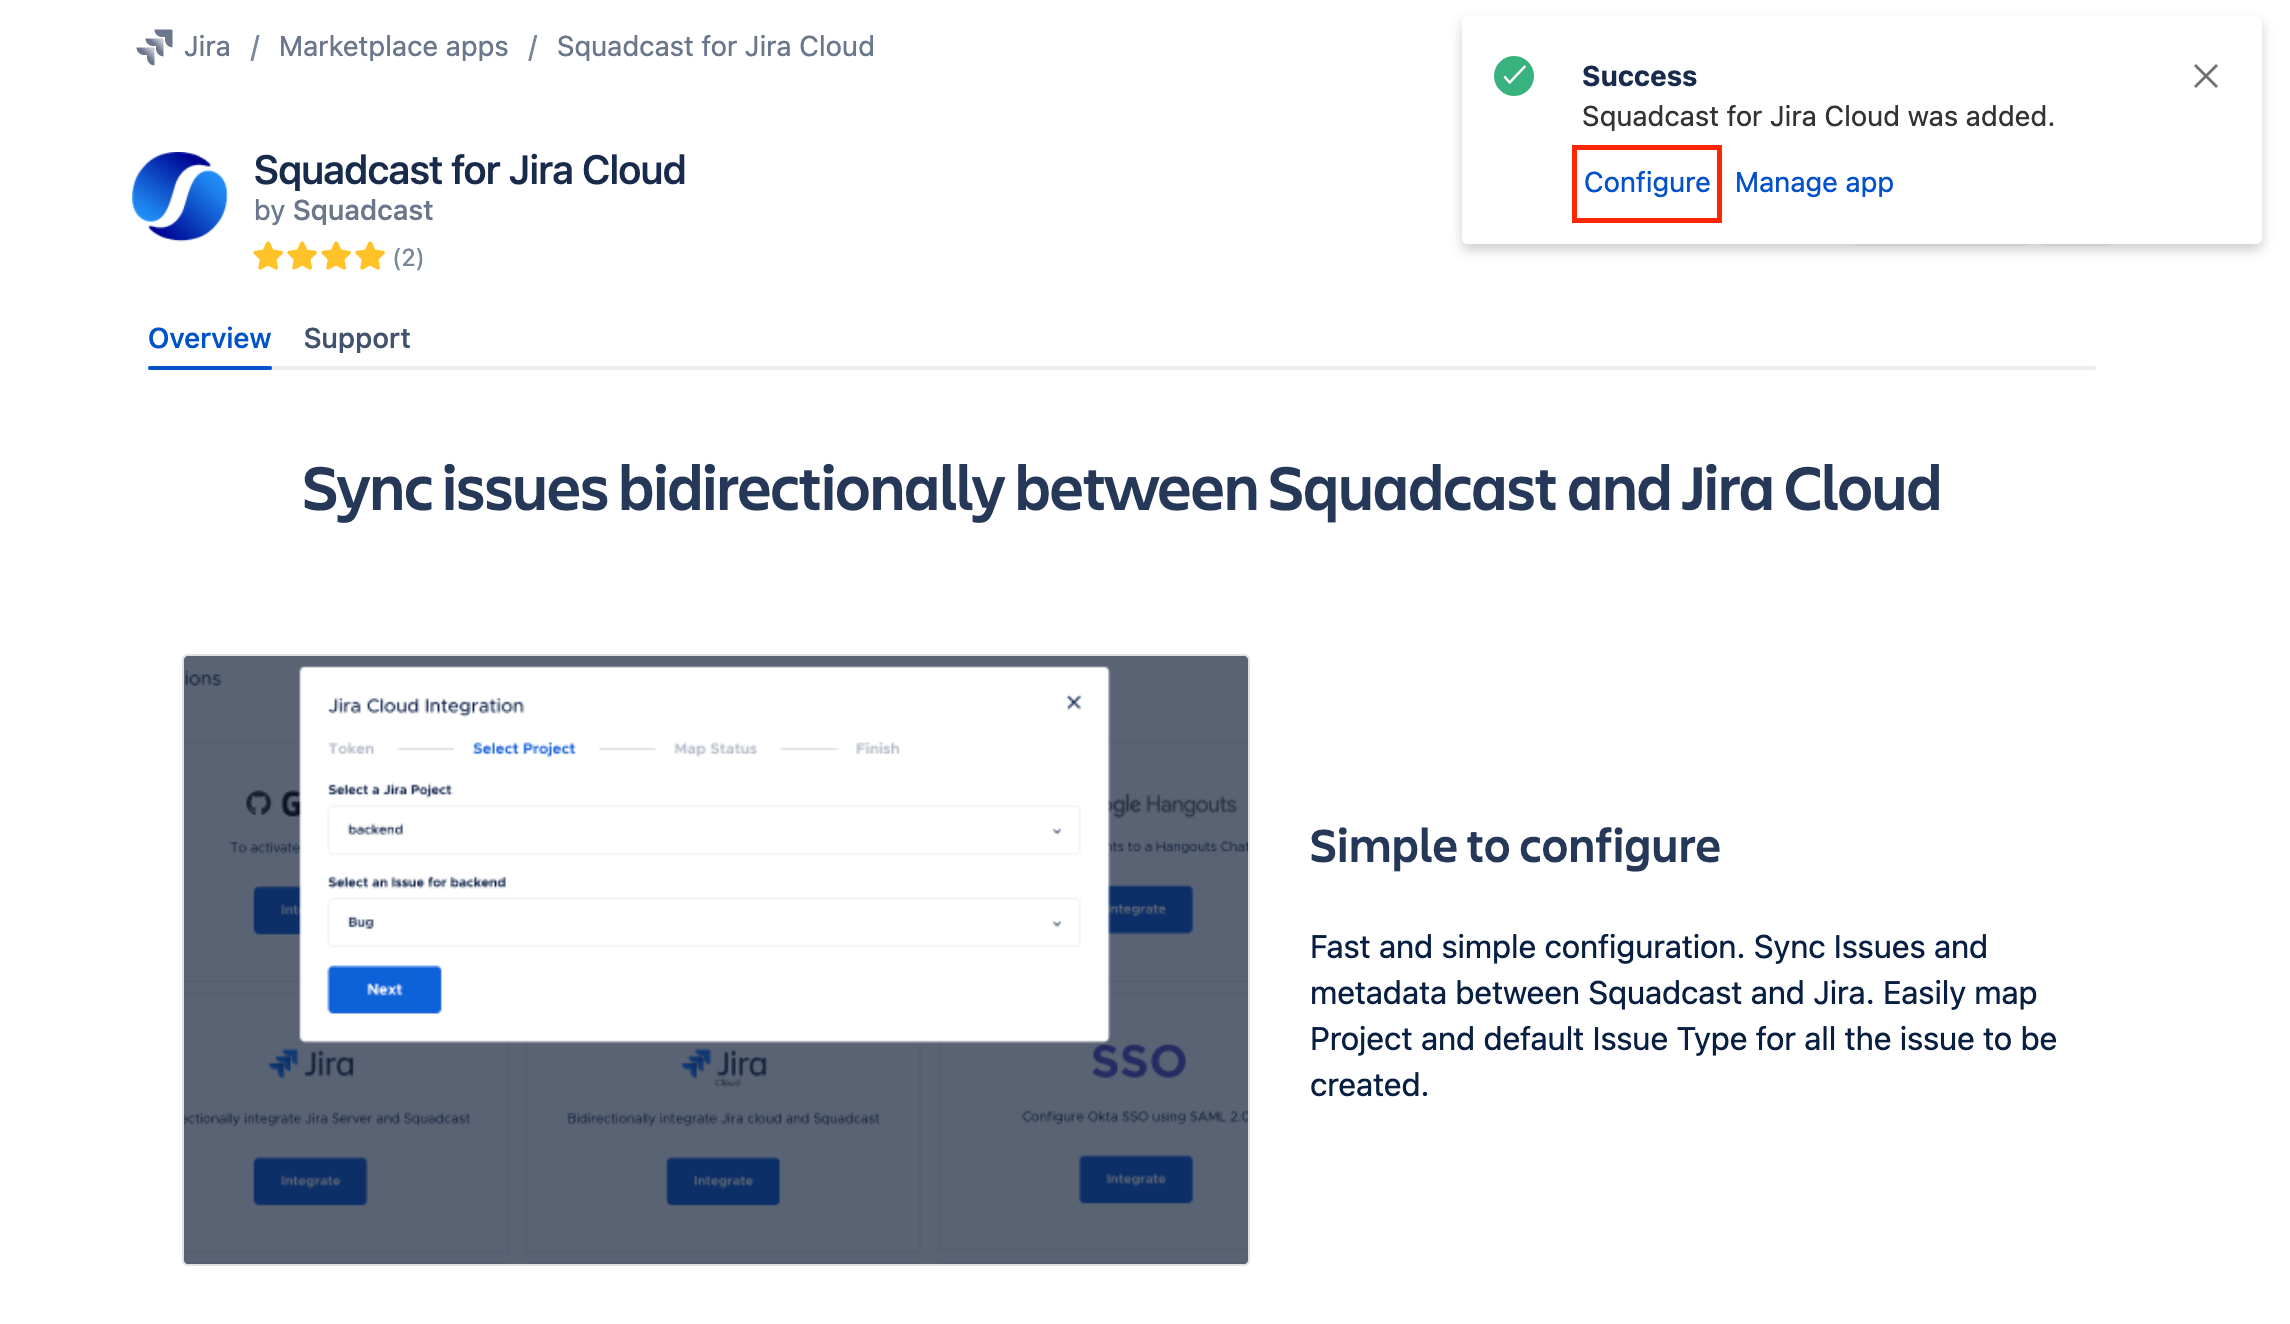 Jira / Marketplace apps / Squadcast for Jira Cloud
Success
Squadcast for Jira Cloud was added.
Configure Manage app
Squadcast for Jira Cloud
by Squadcast
(2)
Overview Support
Sync issues bidirectionally between Squadcast and Jira Cloud
ions
Jira Cloud Integration
Token Select Project Map Status Finish
Select a Jira Poject
backend
Select an Issue for backend
Bug
Next
G
To activate
Int
gle Hangouts
ts to a Hangouts Chat
Integrate
Jira
ctionally integrate Jira Server and Squadcast
Integrate
Jira
Cloud
Bidirectionally integrate Jira cloud and Squadcast
Integrate
SSO
Configure Okta SSO using SAML 2.0
Integrate
Simple to configure
Fast and simple configuration. Sync Issues and
metadata between Squadcast and Jira. Easily map
Project and default Issue Type for all the issue to be
created.